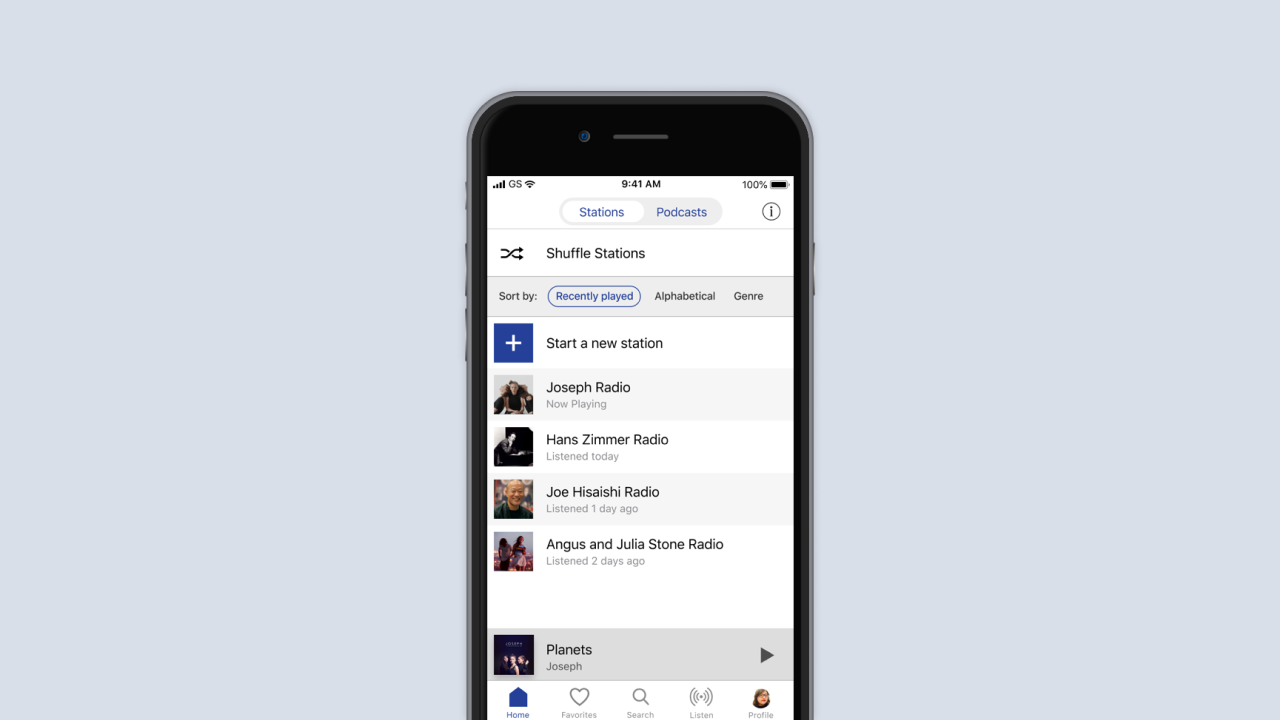 GS 9:41 AM 100%
Stations Podcasts
Shuffle Stations
Sort by: Recently played Alphabetical Genre
Start a new station
Joseph Radio
Now Playing
Hans Zimmer Radio
Listened today
Joe Hisaishi Radio
Listened 1 day ago
Angus and Julia Stone Radio
Listened 2 days ago
JOSEPH
Planets
Joseph
Home Favorites Search Listen Profile